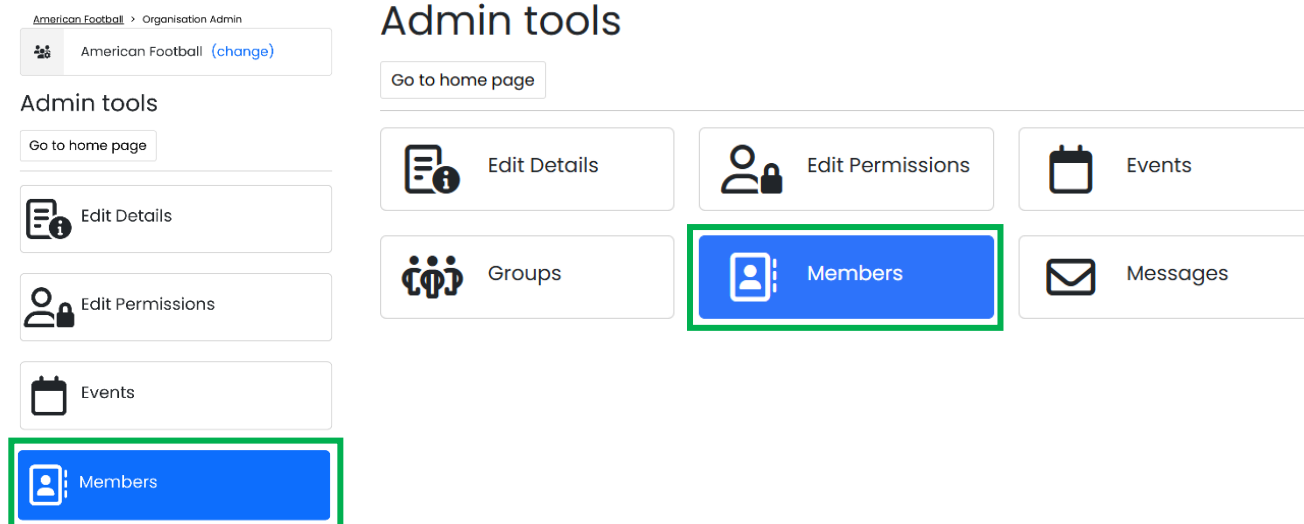 American Football > Organisation Admin
American Football (change)
Admin tools
Go to home page
Edit Details
Edit Permissions
Events
Members
Admin tools
Go to home page
Edit Details
Edit Permissions
Events
Groups
Members
Messages